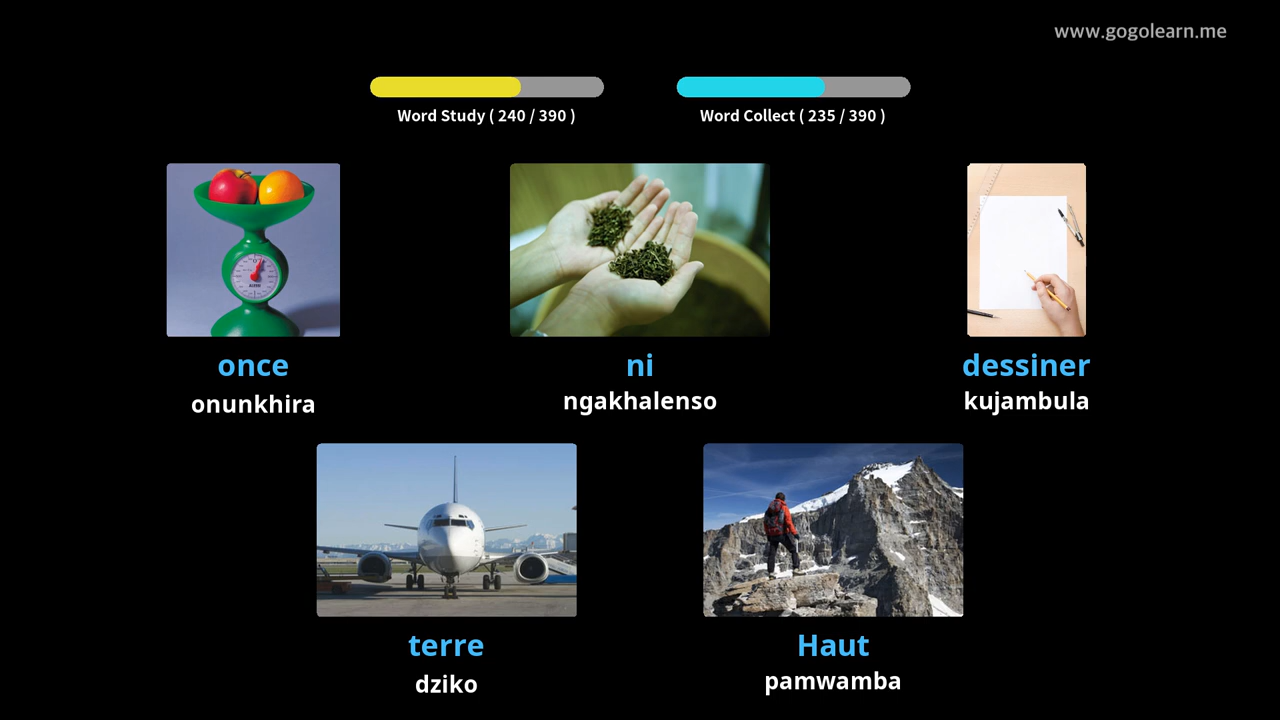 www.gogolearn.me
Word Study ( 240 / 390 )
Word Collect ( 235 / 390 )
once
onunkhira
ni
ngakhalenso
dessiner
kujambula
terre
dziko
Haut
pamwamba